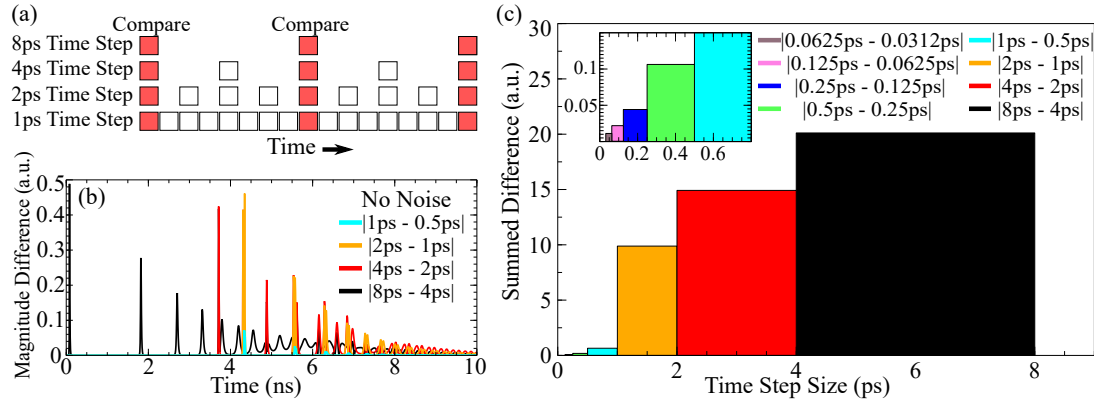 (a)
Compare Compare
8ps Time Step
4ps Time Step
2ps Time Step
1ps Time Step
Time
Magnitude Difference (a.u.)
0.5
0.4
0.3
0.2
0.1
0
(b)
No Noise
|1ps - 0.5ps|
|2ps - 1ps|
|4ps - 2ps|
|8ps - 4ps|
0 2 4 6 8 10
Time (ns)
(c)
Summed Difference (a.u.)
30
25
20
15
10
5
0
0.1
0.05
0 0.2 0.4 0.6
|0.0625ps - 0.0312ps|
|0.125ps - 0.0625ps|
|0.25ps - 0.125ps|
|0.5ps - 0.25ps|
|1ps - 0.5ps|
|2ps - 1ps|
|4ps - 2ps|
|8ps - 4ps|
0 2 4 6 8
Time Step Size (ps)